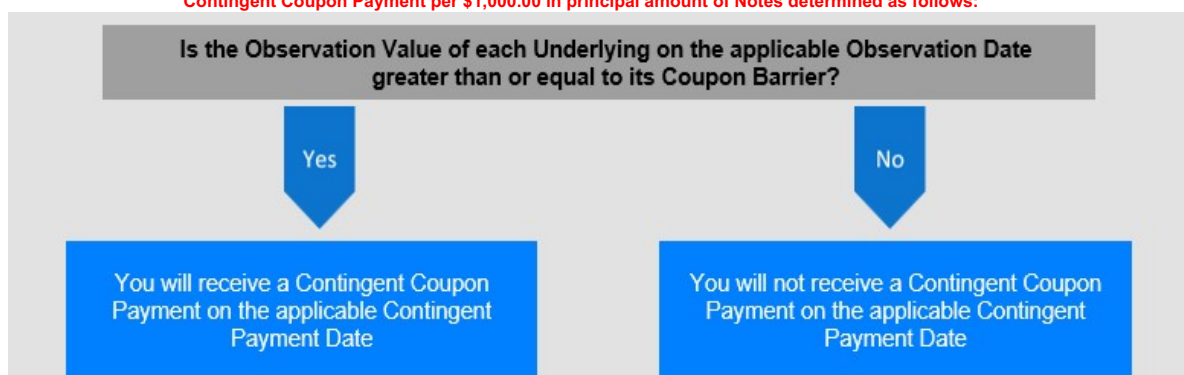 Contingent Coupon Payment per $1,000.00 in principal amount of Notes determined as follows:
Is the Observation Value of each Underlying on the applicable Observation Date
greater than or equal to its Coupon Barrier?
Yes
No
You will receive a Contingent Coupon
Payment on the applicable Contingent
Payment Date
You will not receive a Contingent Coupon
Payment on the applicable Contingent
Payment Date